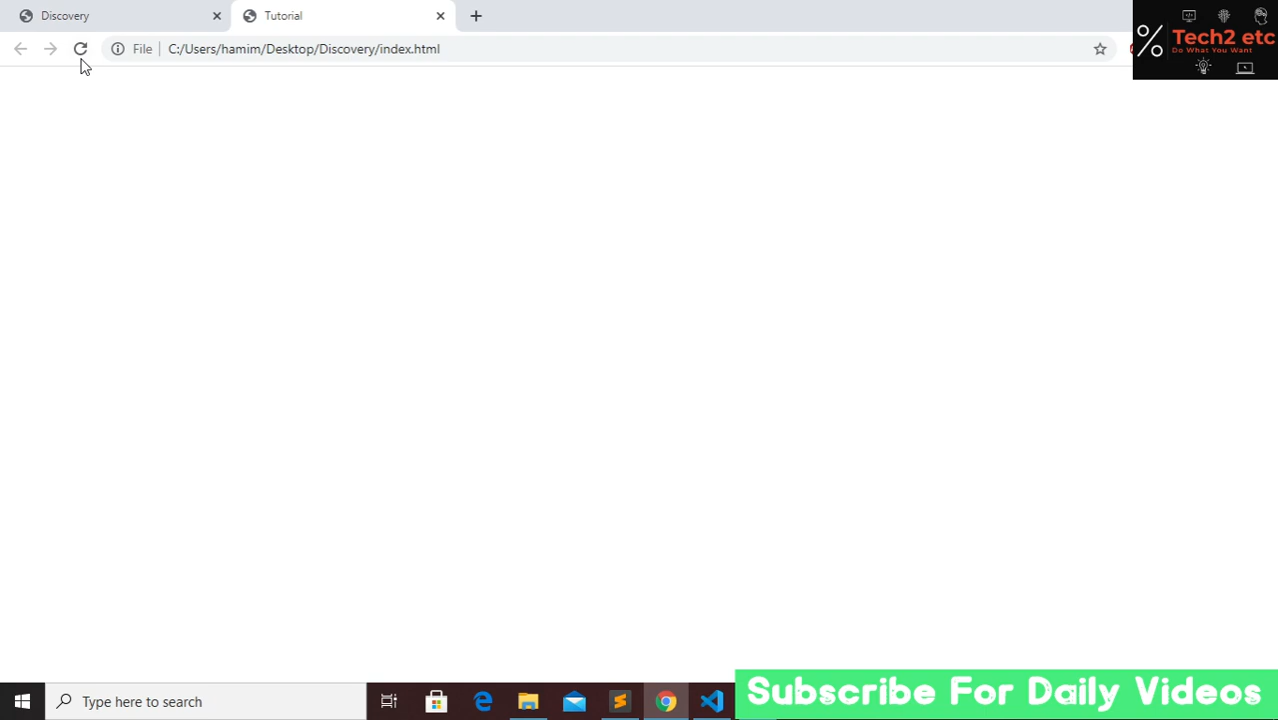 Discovery
Tutorial
File
C:/Users/hamim/Desktop/Discovery/index.html
Tech2 etc
Do What You Want
Type here to search
Subscribe For Daily Videos